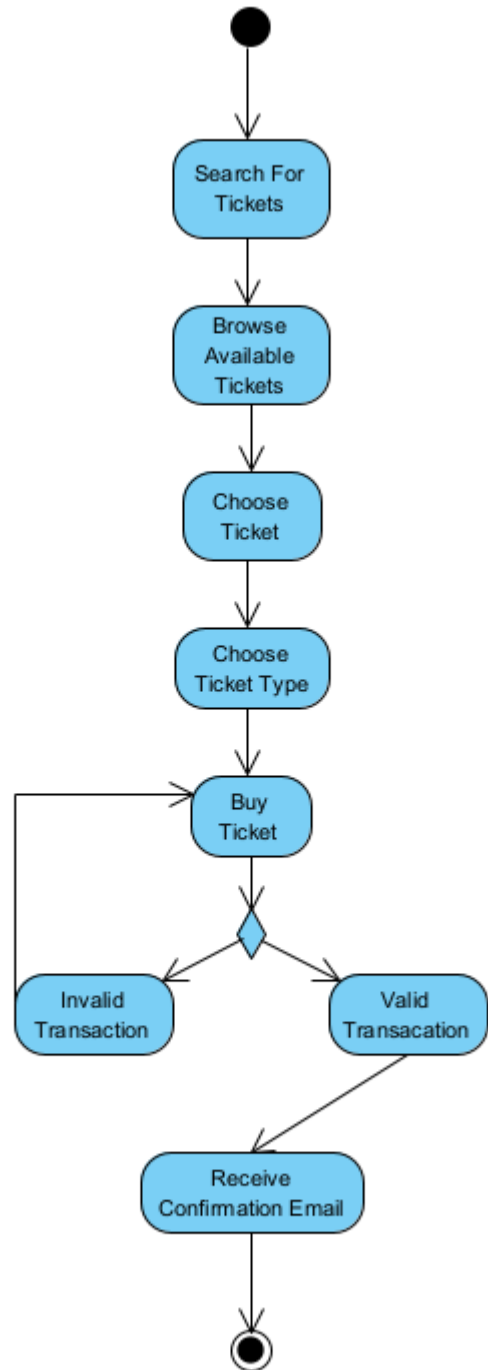 Search For
Tickets
Browse
Available
Tickets
Choose
Ticket
Choose
Ticket Type
Buy
Ticket
Invalid
Transaction
Valid
Transacation
Receive
Confirmation Email